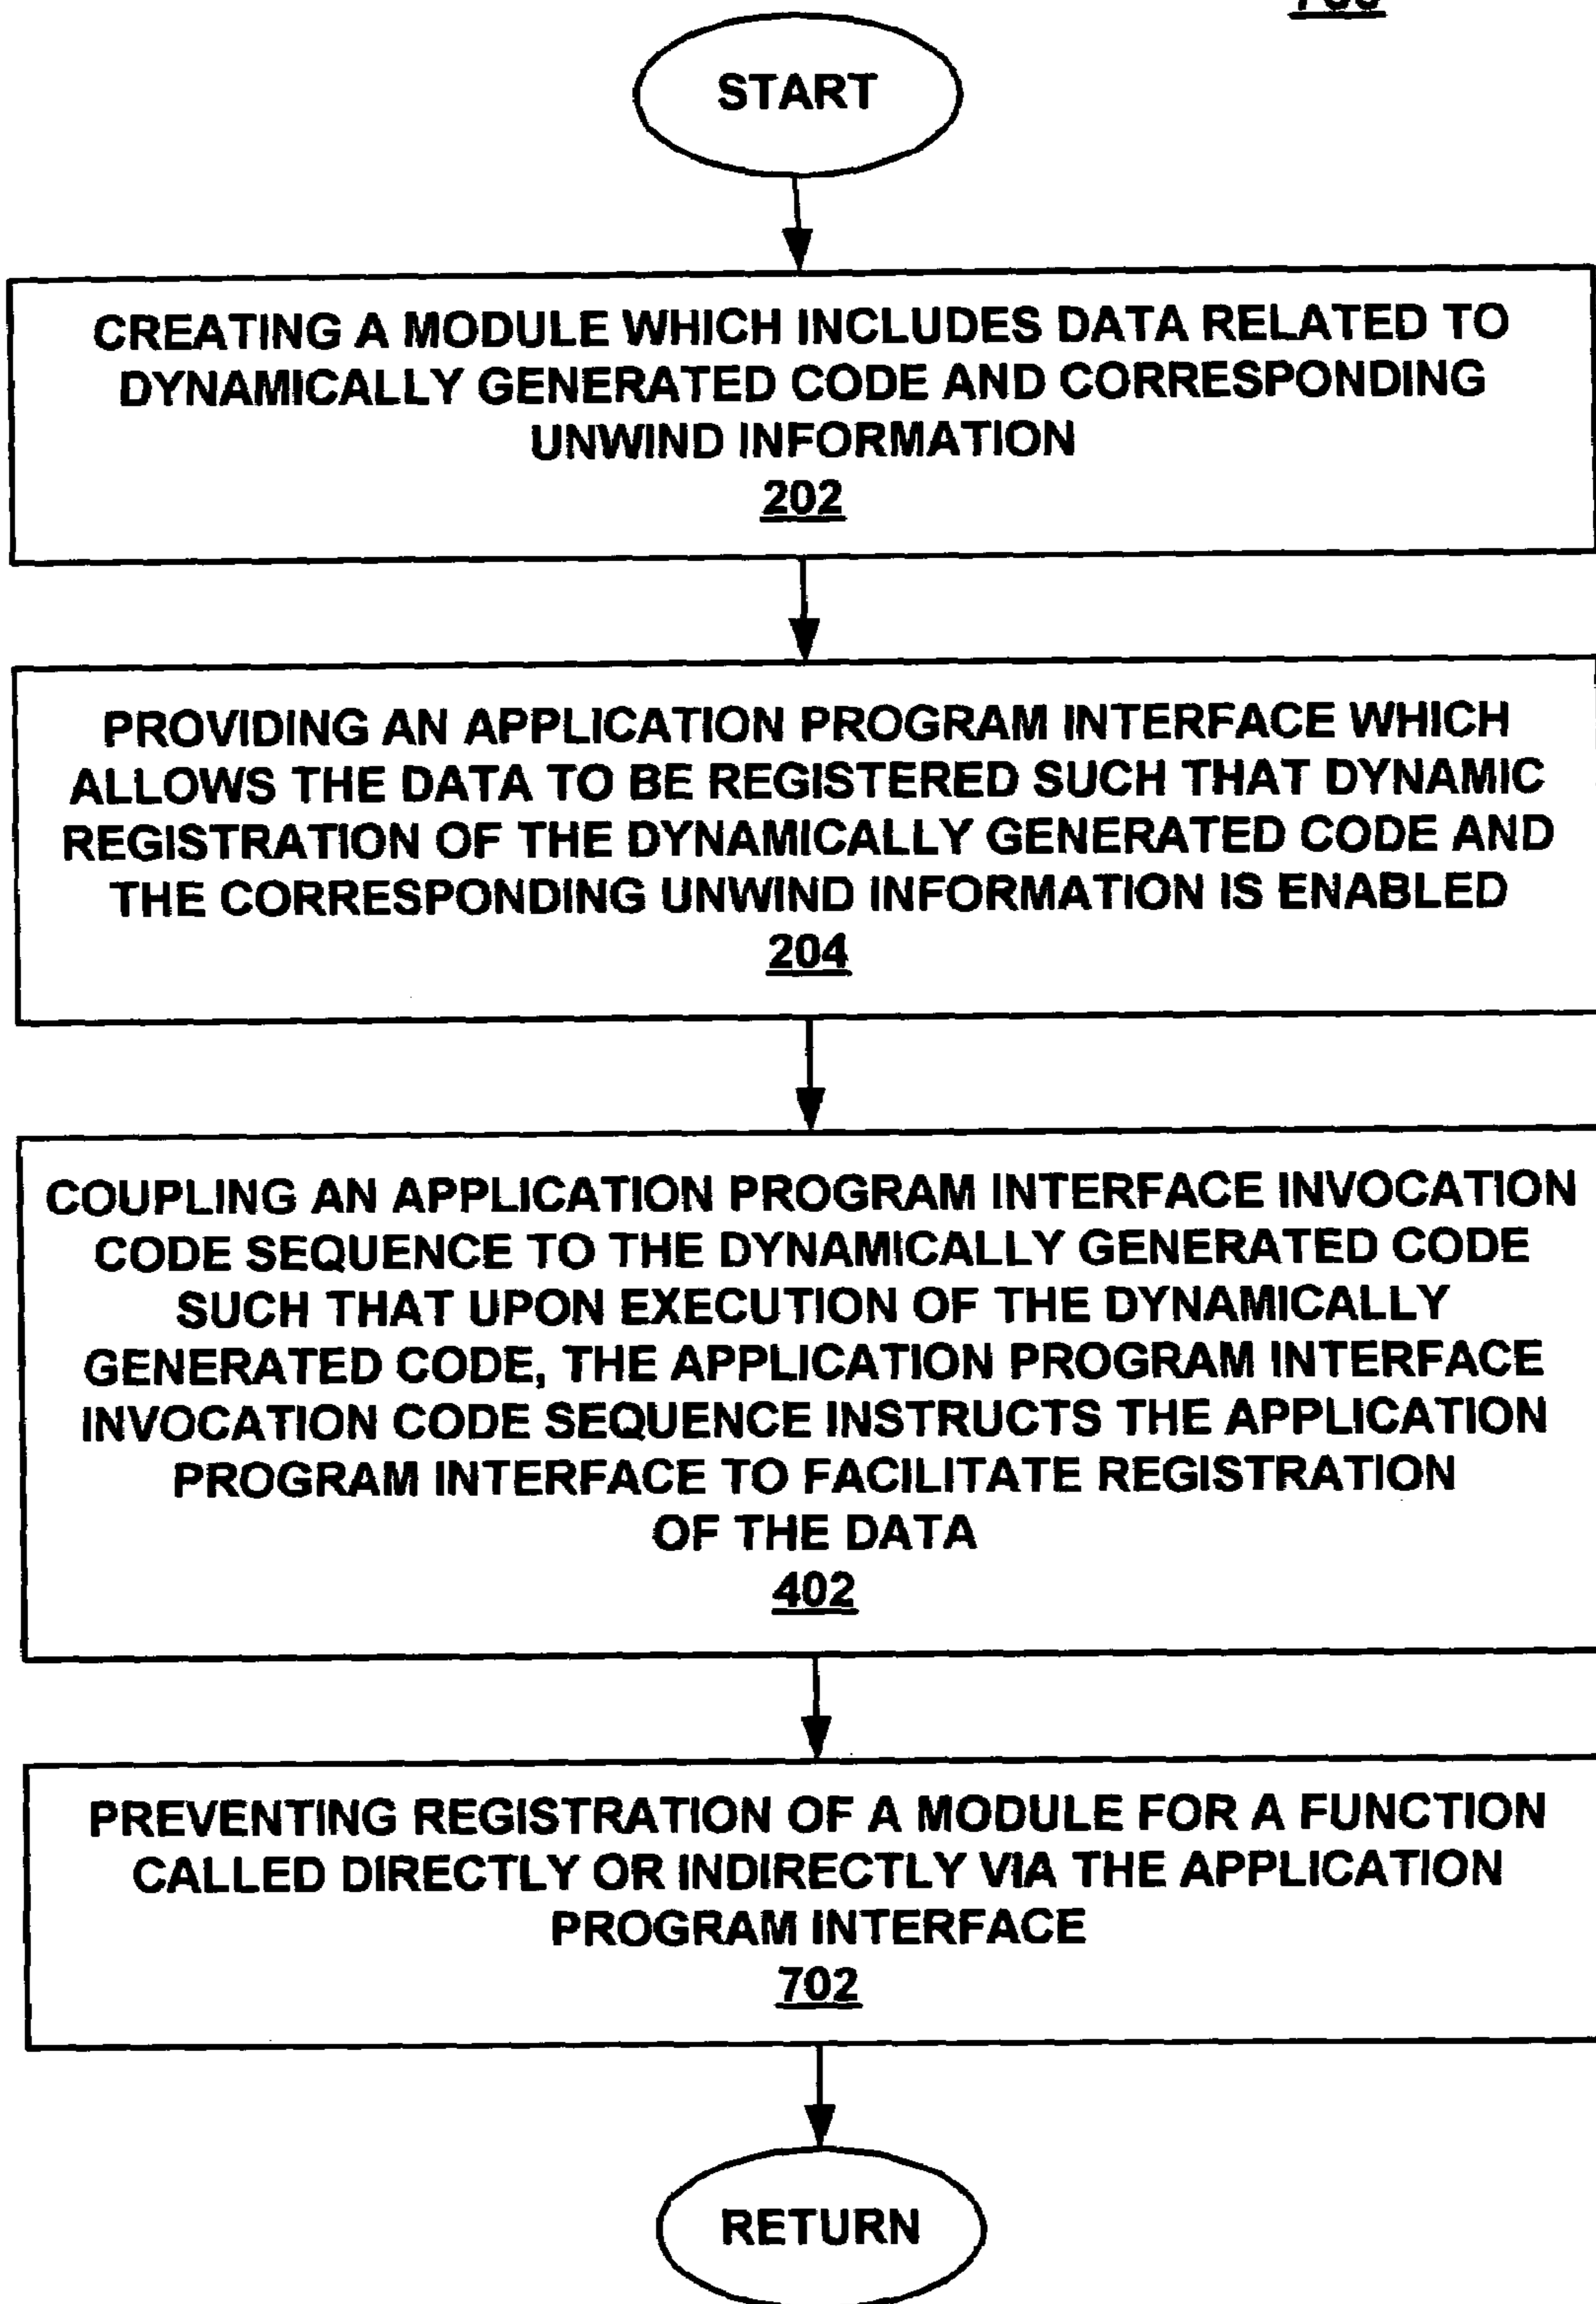 START
CREATING A MODULE WHICH INCLUDES DATA RELATED TO
DYNAMICALLY GENERATED CODE AND CORRESPONDING
UNWIND INFORMATION
202
PROVIDING AN APPLICATION PROGRAM INTERFACE WHICH
ALLOWS THE DATA TO BE REGISTERED SUCH THAT DYNAMIC
REGISTRATION OF THE DYNAMICALLY GENERATED CODE AND
THE CORRESPONDING UNWIND INFORMATION IS ENABLED
204
COUPLING AN APPLICATION PROGRAM INTERFACE INVOCATION
CODE SEQUENCE TO THE DYNAMICALLY GENERATED CODE
SUCH THAT UPON EXECUTION OF THE DYNAMICALLY
GENERATED CODE, THE APPLICATION PROGRAM INTERFACE
INVOCATION CODE SEQUENCE INSTRUCTS THE APPLICATION
PROGRAM INTERFACE TO FACILITATE REGISTRATION
OF THE DATA
402
PREVENTING REGISTRATION OF A MODULE FOR A FUNCTION
CALLED DIRECTLY OR INDIRECTLY VIA THE APPLICATION
PROGRAM INTERFACE
702
RETURN